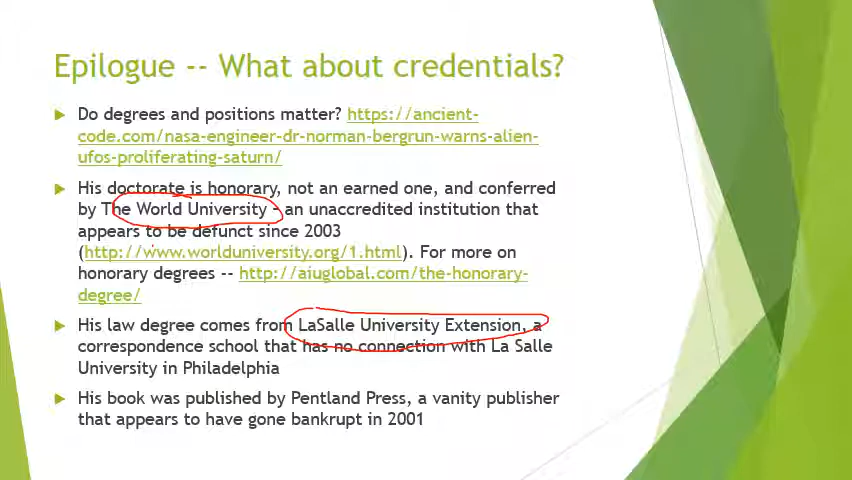 Epilogue -- What about credentials?
Do degrees and positions matter? https://ancient-
code.com/nasa-engineer-dr-norman-bergrun-warns-alien-
ufos-proliferating-saturn/
His doctorate is honorary, not an earned one, and conferred
by The World University - an unaccredited institution that
appears to be defunct since 2003
(http://www.worlduniversity.org/1.html). For more on
honorary degrees -- http://aiuglobal.com/the-honorary-
degree/
His law degree comes from LaSalle University Extension, a
correspondence school that has no connection with La Salle
University in Philadelphia
His book was published by Pentland Press, a vanity publisher
that appears to have gone bankrupt in 2001